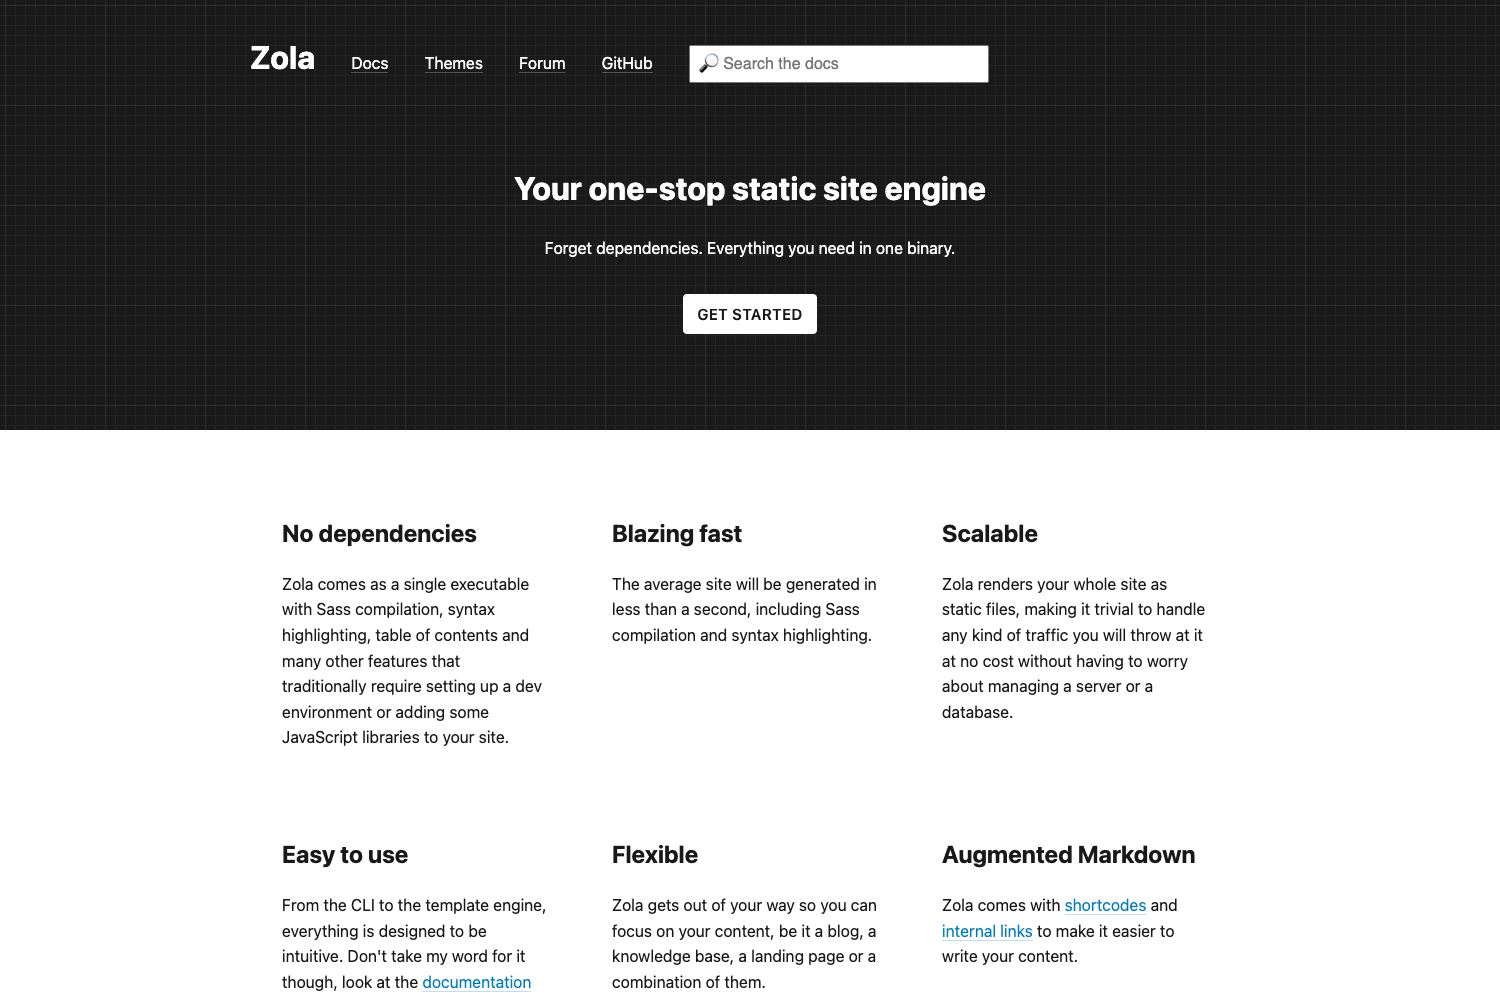 Zola
Docs
Themes
Forum
GitHub
Search the docs
Your one-stop static site engine
Forget dependencies. Everything you need in one binary.
GET STARTED
No dependencies
Zola comes as a single executable
with Sass compilation, syntax
highlighting, table of contents and
many other features that
traditionally require setting up a dev
environment or adding some
JavaScript libraries to your site.
Blazing fast
The average site will be generated in
less than a second, including Sass
compilation and syntax highlighting.
Scalable
Zola renders your whole site as
static files, making it trivial to handle
any kind of traffic you will throw at it
at no cost without having to worry
about managing a server or a
database.
Easy to use
From the CLI to the template engine,
everything is designed to be
intuitive. Don't take my word for it
though, look at the documentation
Flexible
Zola gets out of your way so you can
focus on your content, be it a blog, a
knowledge base, a landing page or a
combination of them.
Augmented Markdown
Zola comes with shortcodes and
internal links to make it easier to
write your content.